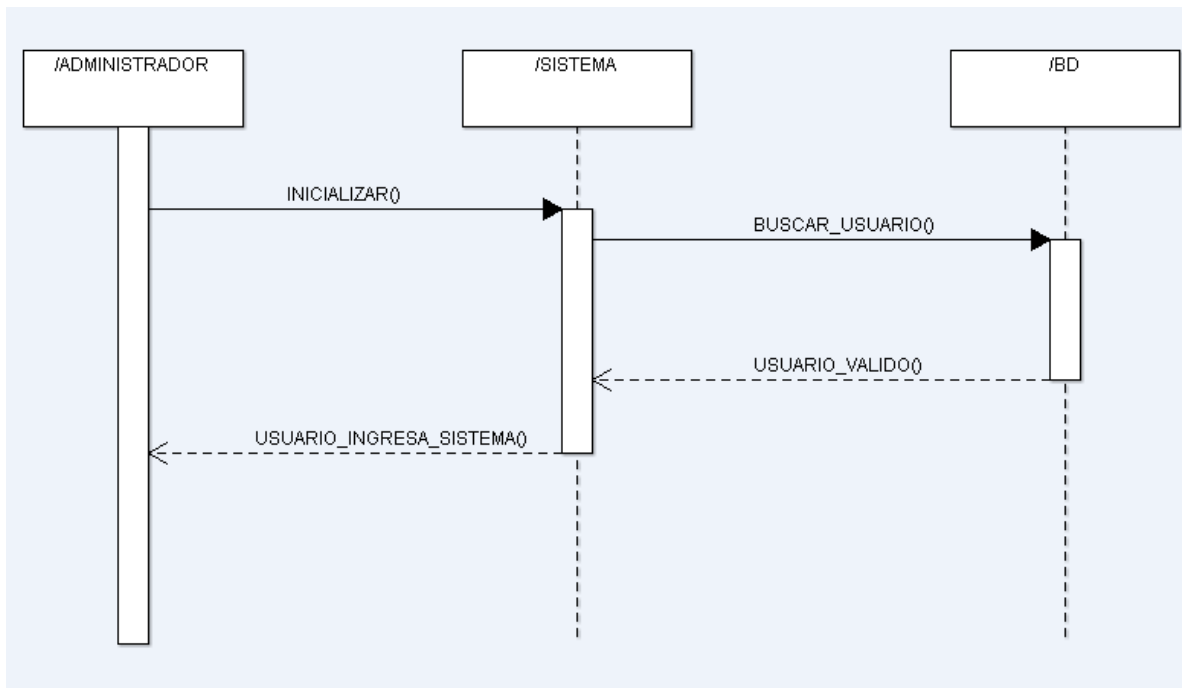 /ADMINISTRADOR
/SISTEMA
/BD
INICIALIZAR()
BUSCAR_USUARIO()
USUARIO_VALIDO()
USUARIO_INGRESA_SISTEMA()